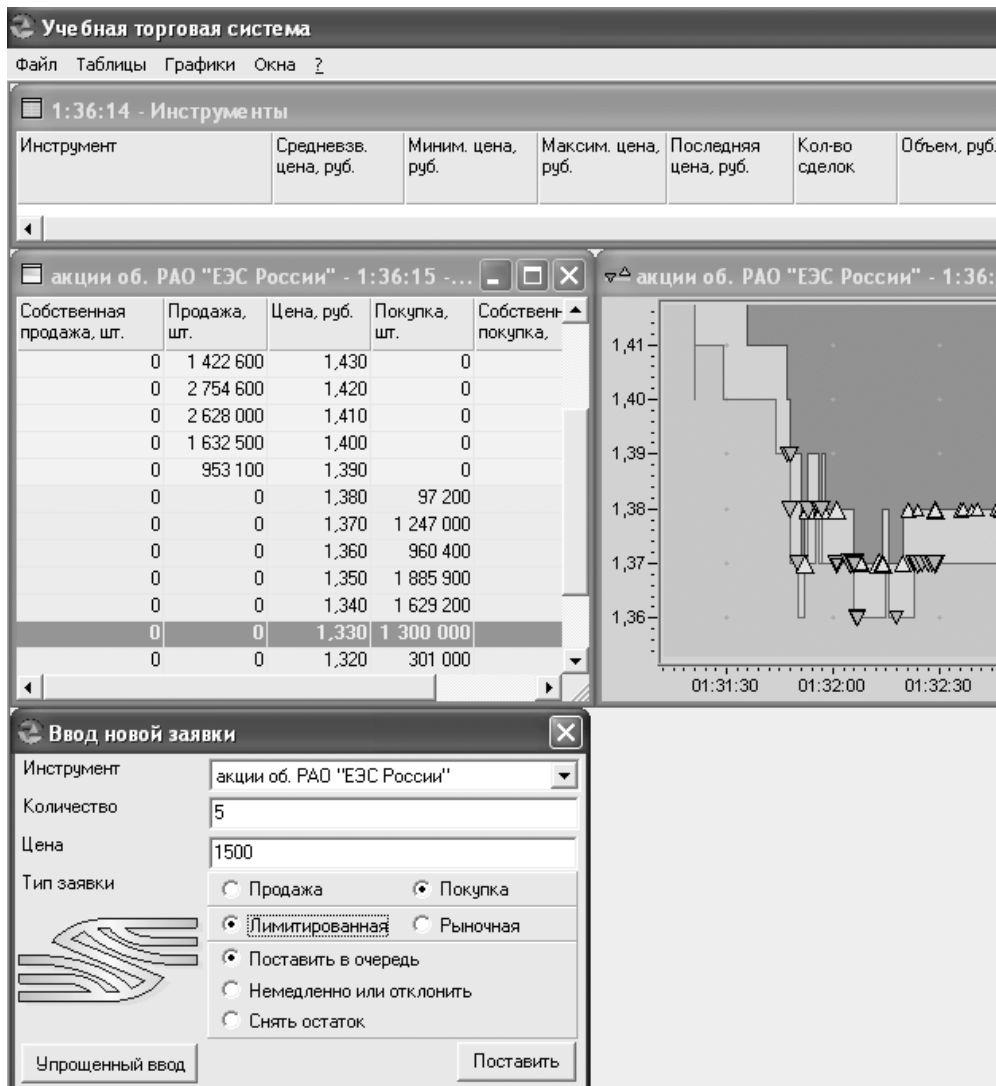 Учебная торговая система
Файл Таблицы Графики Окна ?
1:36:14 - Инструменты
Инструмент Средневзв. цена, руб. Миним. цена, руб. Максим. цена, руб. Последняя цена, руб. Кол-во сделок Объем, руб.
акции об. РАО "ЕЭС России" - 1:36:15 -...
Собственная продажа, шт. Продажа, шт. Цена, руб. Покупка, шт. Собственн покупка,
0 1 422 600 1,430 0
0 2 754 600 1,420 0
0 2 628 000 1,410 0
0 1 632 500 1,400 0
0 953 100 1,390 0
0 0 1,380 97 200
0 0 1,370 1 247 000
0 0 1,360 960 400
0 0 1,350 1 885 900
0 0 1,340 1 629 200
0 0 1,330 1 300 000
0 0 1,320 301 000
акции об. РАО "ЕЭС России" - 1:36:
1,41
1,40
1,39
1,38
1,37
1,36
01:31:30 01:32:00 01:32:30
Ввод новой заявки
Инструмент акции об. РАО "ЕЭС России"
Количество 5
Цена 1500
Тип заявки Продажа Покупка
Лимитированная Рыночная
Поставить в очередь
Немедленно или отклонить
Снять остаток
Упрощенный ввод Поставить